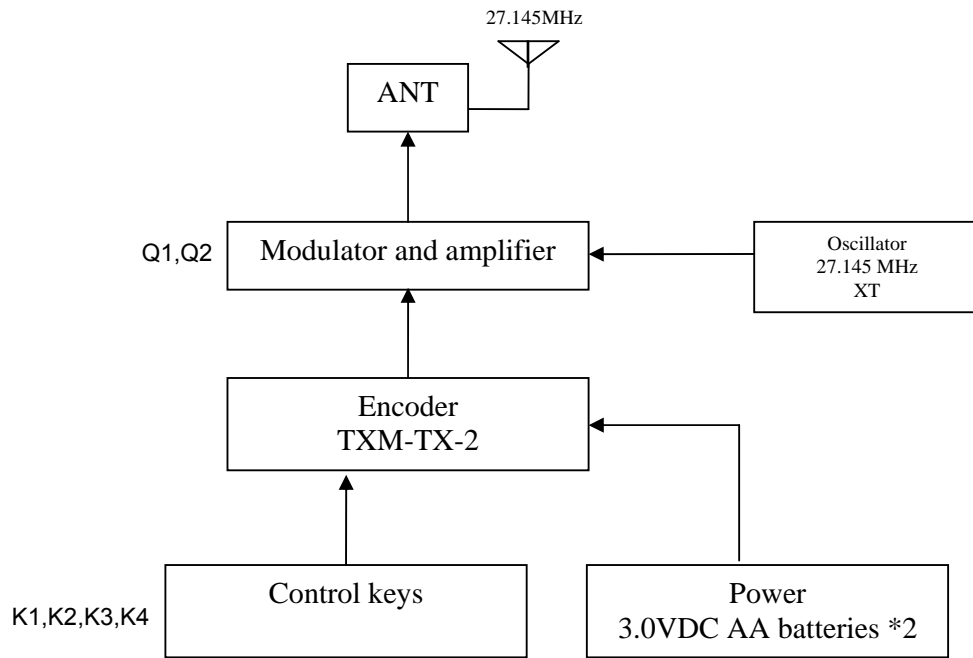 27.145MHz
ANT
Q1,Q2
Modulator and amplifier
Oscillator
27.145 MHz
XT
Encoder
TXM-TX-2
K1,K2,K3,K4
Control keys
Power
3.0VDC AA batteries *2